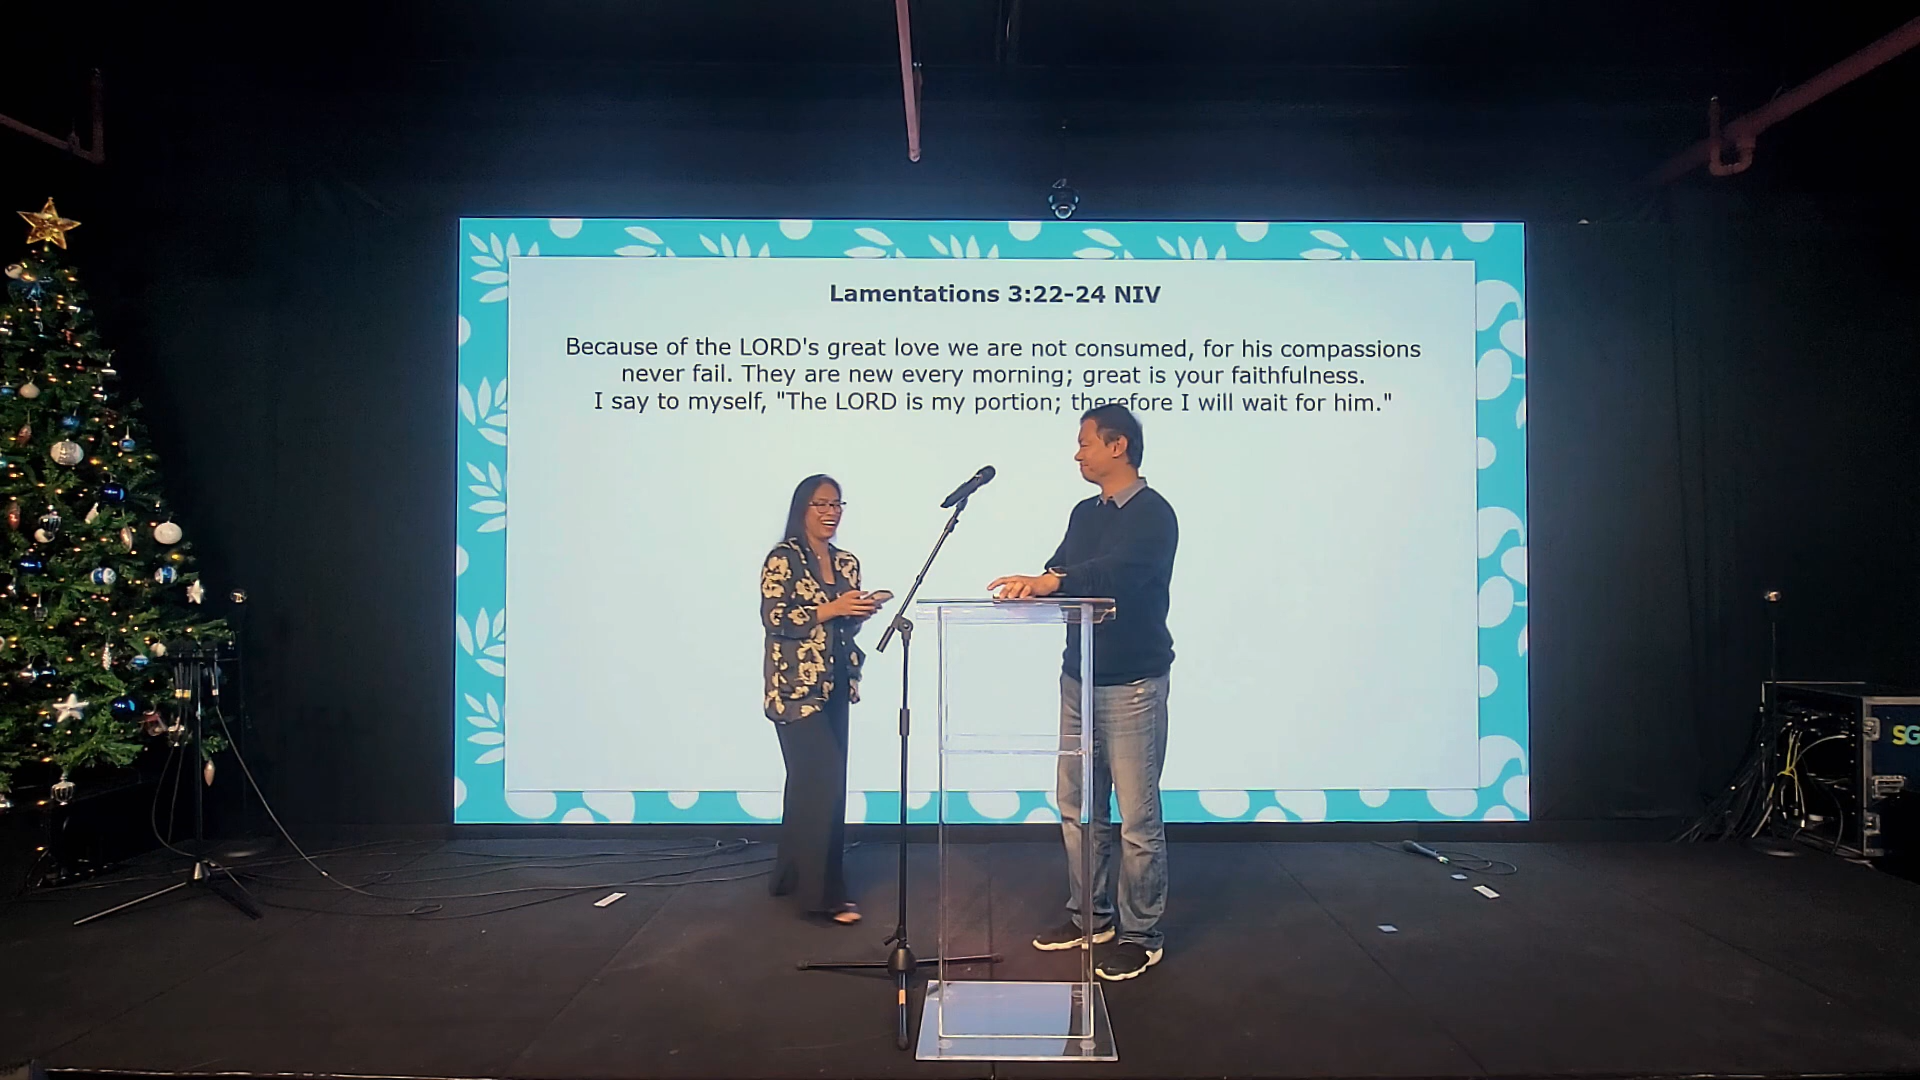 Lamentations 3:22-24 NIV
Because of the LORD's great love we are not consumed, for his compassions
never fail. They are new every morning; great is your faithfulness.
I say to myself, "The LORD is my portion; therefore I will wait for him."
SG